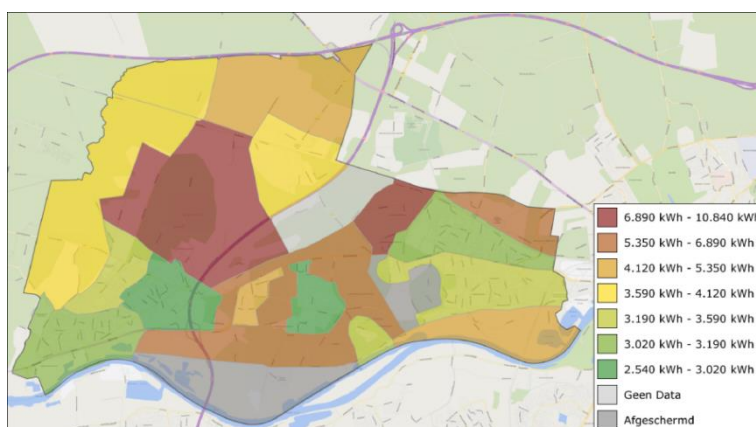 6.890 kWh - 10.840 kWh
5.350 kWh - 6.890 kWh
4.120 kWh - 5.350 kWh
3.590 kWh - 4.120 kWh
3.190 kWh - 3.590 kWh
3.020 kWh - 3.190 kWh
2.540 kWh - 3.020 kWh
Geen Data
Afgeschermd